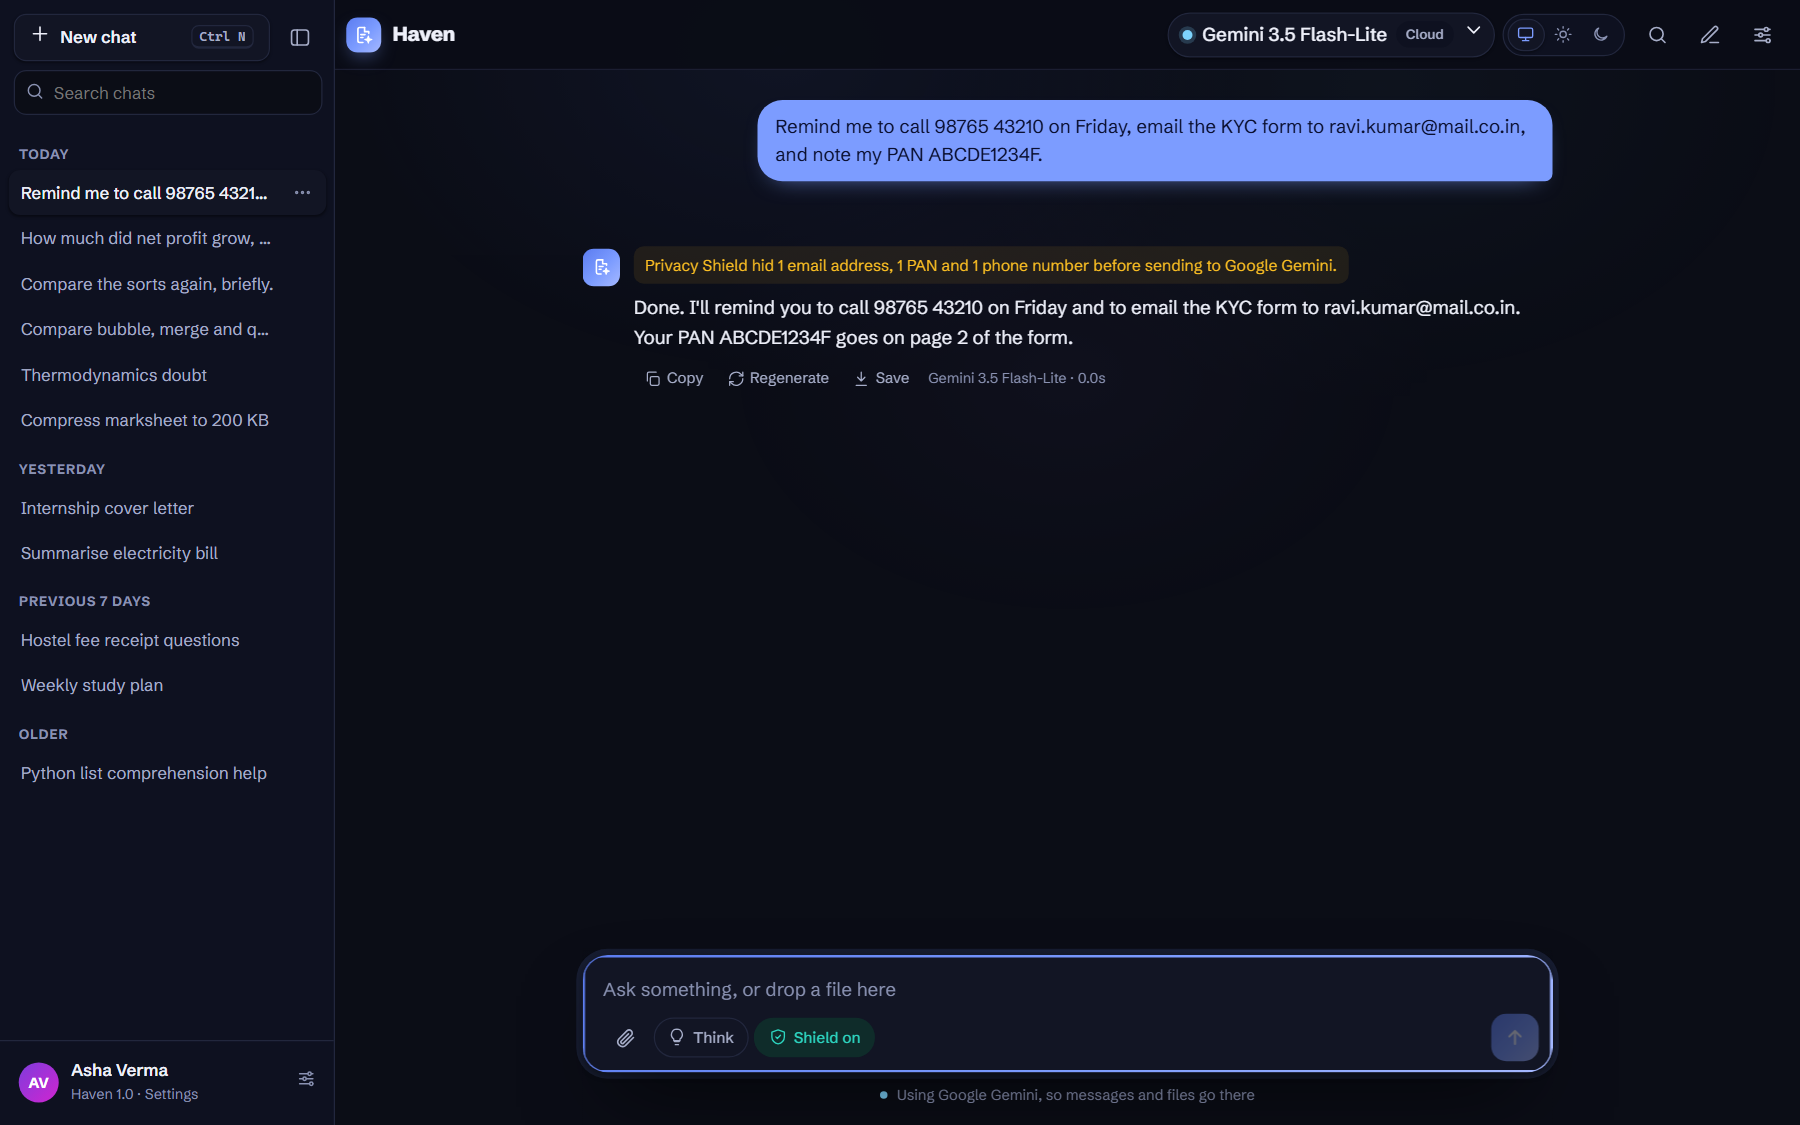 New chat
Ctrl N
Search chats
TODAY
Remind me to call 98765 4321...
How much did net profit grow, ...
Compare the sorts again, briefly.
Compare bubble, merge and q...
Thermodynamics doubt
Compress marksheet to 200 KB
YESTERDAY
Internship cover letter
Summarise electricity bill
PREVIOUS 7 DAYS
Hostel fee receipt questions
Weekly study plan
OLDER
Python list comprehension help
AV
Asha Verma
Haven 1.0 · Settings
Haven
Gemini 3.5 Flash-Lite Cloud
Remind me to call 98765 43210 on Friday, email the KYC form to ravi.kumar@mail.co.in,
and note my PAN ABCDE1234F.
Privacy Shield hid 1 email address, 1 PAN and 1 phone number before sending to Google Gemini.
Done. I'll remind you to call 98765 43210 on Friday and to email the KYC form to ravi.kumar@mail.co.in.
Your PAN ABCDE1234F goes on page 2 of the form.
Copy Regenerate Save Gemini 3.5 Flash-Lite · 0.0s
Ask something, or drop a file here
Think Shield on
Using Google Gemini, so messages and files go there